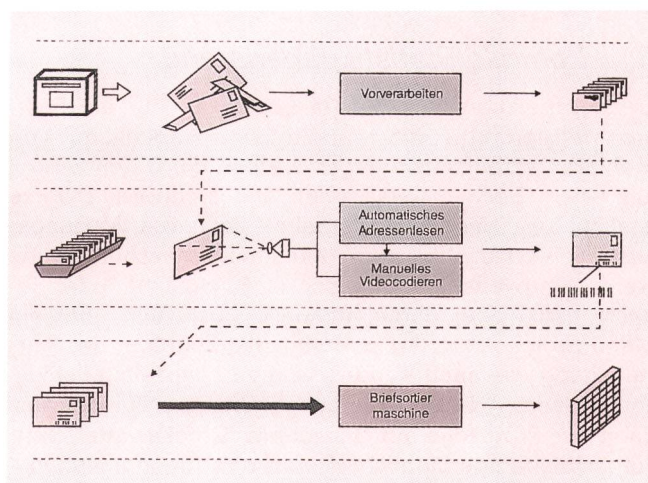 Vorverarbeiten
Automatisches
Adressenlesen
Manuelles
Videocodieren
Briefsortier
maschine